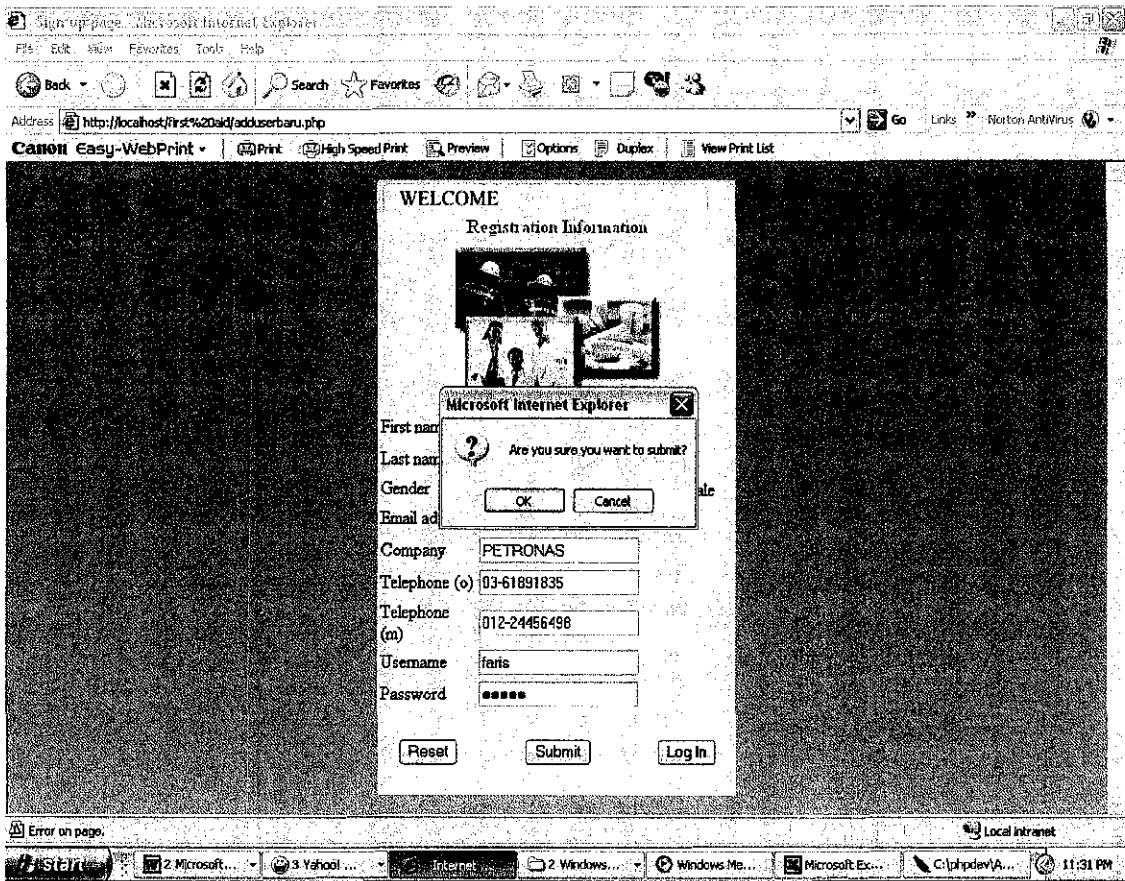 Sign up page - Microsoft Internet Explorer
File Edit View Favorites Tools Help
Back Search Favorites
Address http://localhost/first%20aid/adduserbaru.php Go Links » Norton AntiVirus
Canon Easy-WebPrint Print High Speed Print Preview Options Duplex View Print List
WELCOME
Registration Information
Microsoft Internet Explorer
Are you sure you want to submit?
OK Cancel
First nam
Last nam
Gender ale
Email ad
Company PETRONAS
Telephone (o) 03-61891835
Telephone
(m) 012-24456498
Username faris
Password
Reset Submit Log In
Error on page. Local intranet
start 2 Microsoft... 3 Yahoo! ... Internet 2 Windows... Windows Me... Microsoft Ex... C:\phpdev\A... 11:31 PM